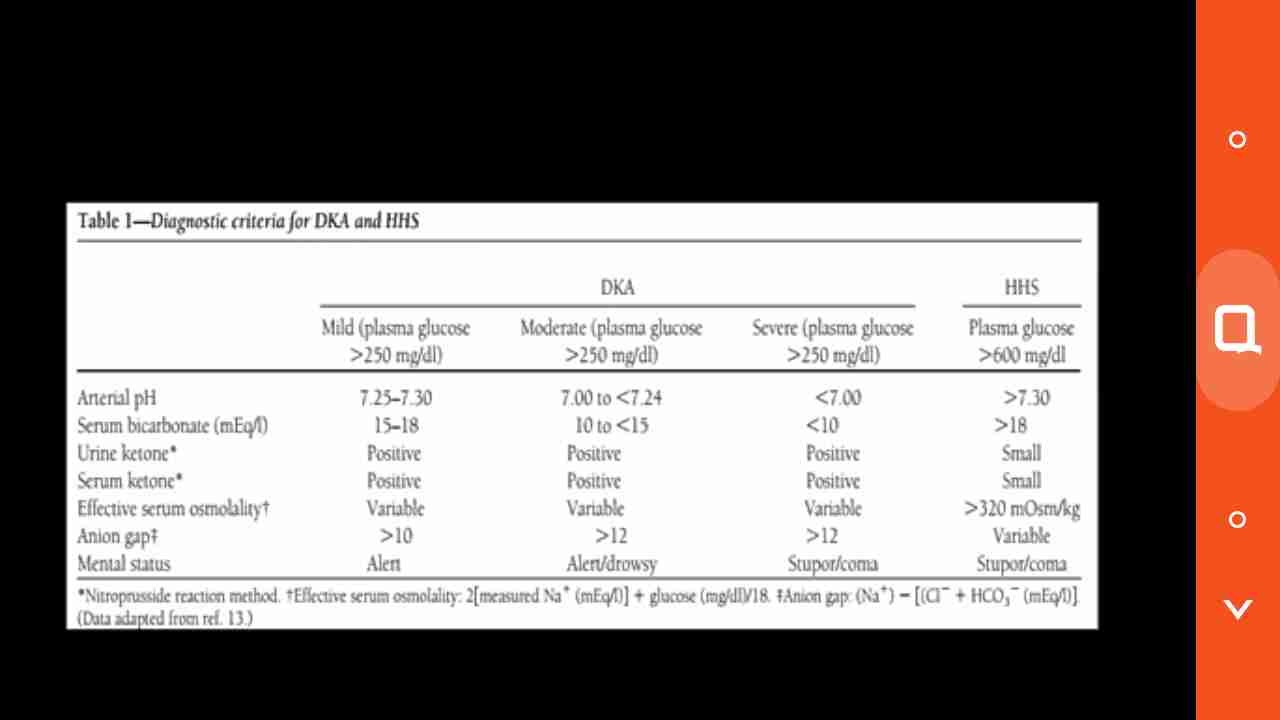 Table 1—Diagnostic criteria for DKA and HHS
DKA HHS
Mild (plasma glucose Moderate (plasma glucose Severe (plasma glucose Plasma glucose
>250 mg/dl) >250 mg/dl) >250 mg/dl) >600 mg/dl
Arterial pH 7.25–7.30 7.00 to <7.24 <7.00 >7.30
Serum bicarbonate (mEq/l) 15–18 10 to <15 <10 >18
Urine ketone* Positive Positive Positive Small
Serum ketone* Positive Positive Positive Small
Effective serum osmolality† Variable Variable Variable >320 mOsm/kg
Anion gap‡ >10 >12 >12 Variable
Mental status Alert Alert/drowsy Stupor/coma Stupor/coma
*Nitroprusside reaction method. †Effective serum osmolality: 2[measured Na⁺ (mEq/l)] + glucose (mg/dl)/18. ‡Anion gap: (Na⁺) − [(Cl⁻ + HCO₃⁻ (mEq/l)].
(Data adapted from ref. 13.)